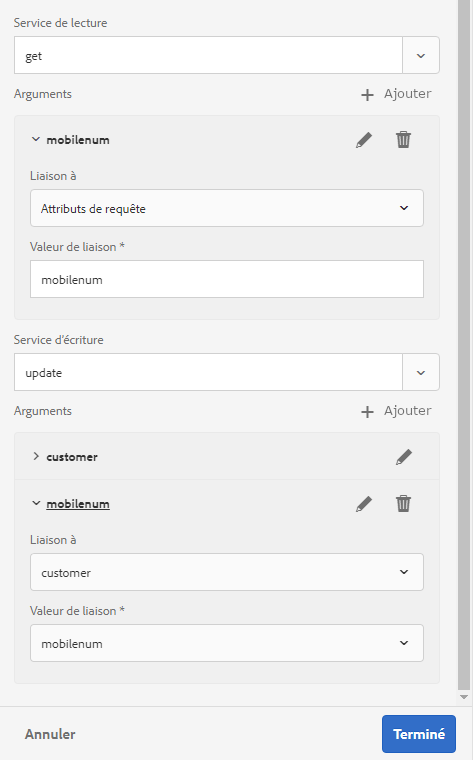 Service de lecture
get
Arguments
Ajouter
mobilenum
Liaison à
Attributs de requête
Valeur de liaison *
mobilenum
Service d'écriture
update
Arguments
Ajouter
customer
mobilenum
Liaison à
customer
Valeur de liaison *
mobilenum
Annuler
Terminé